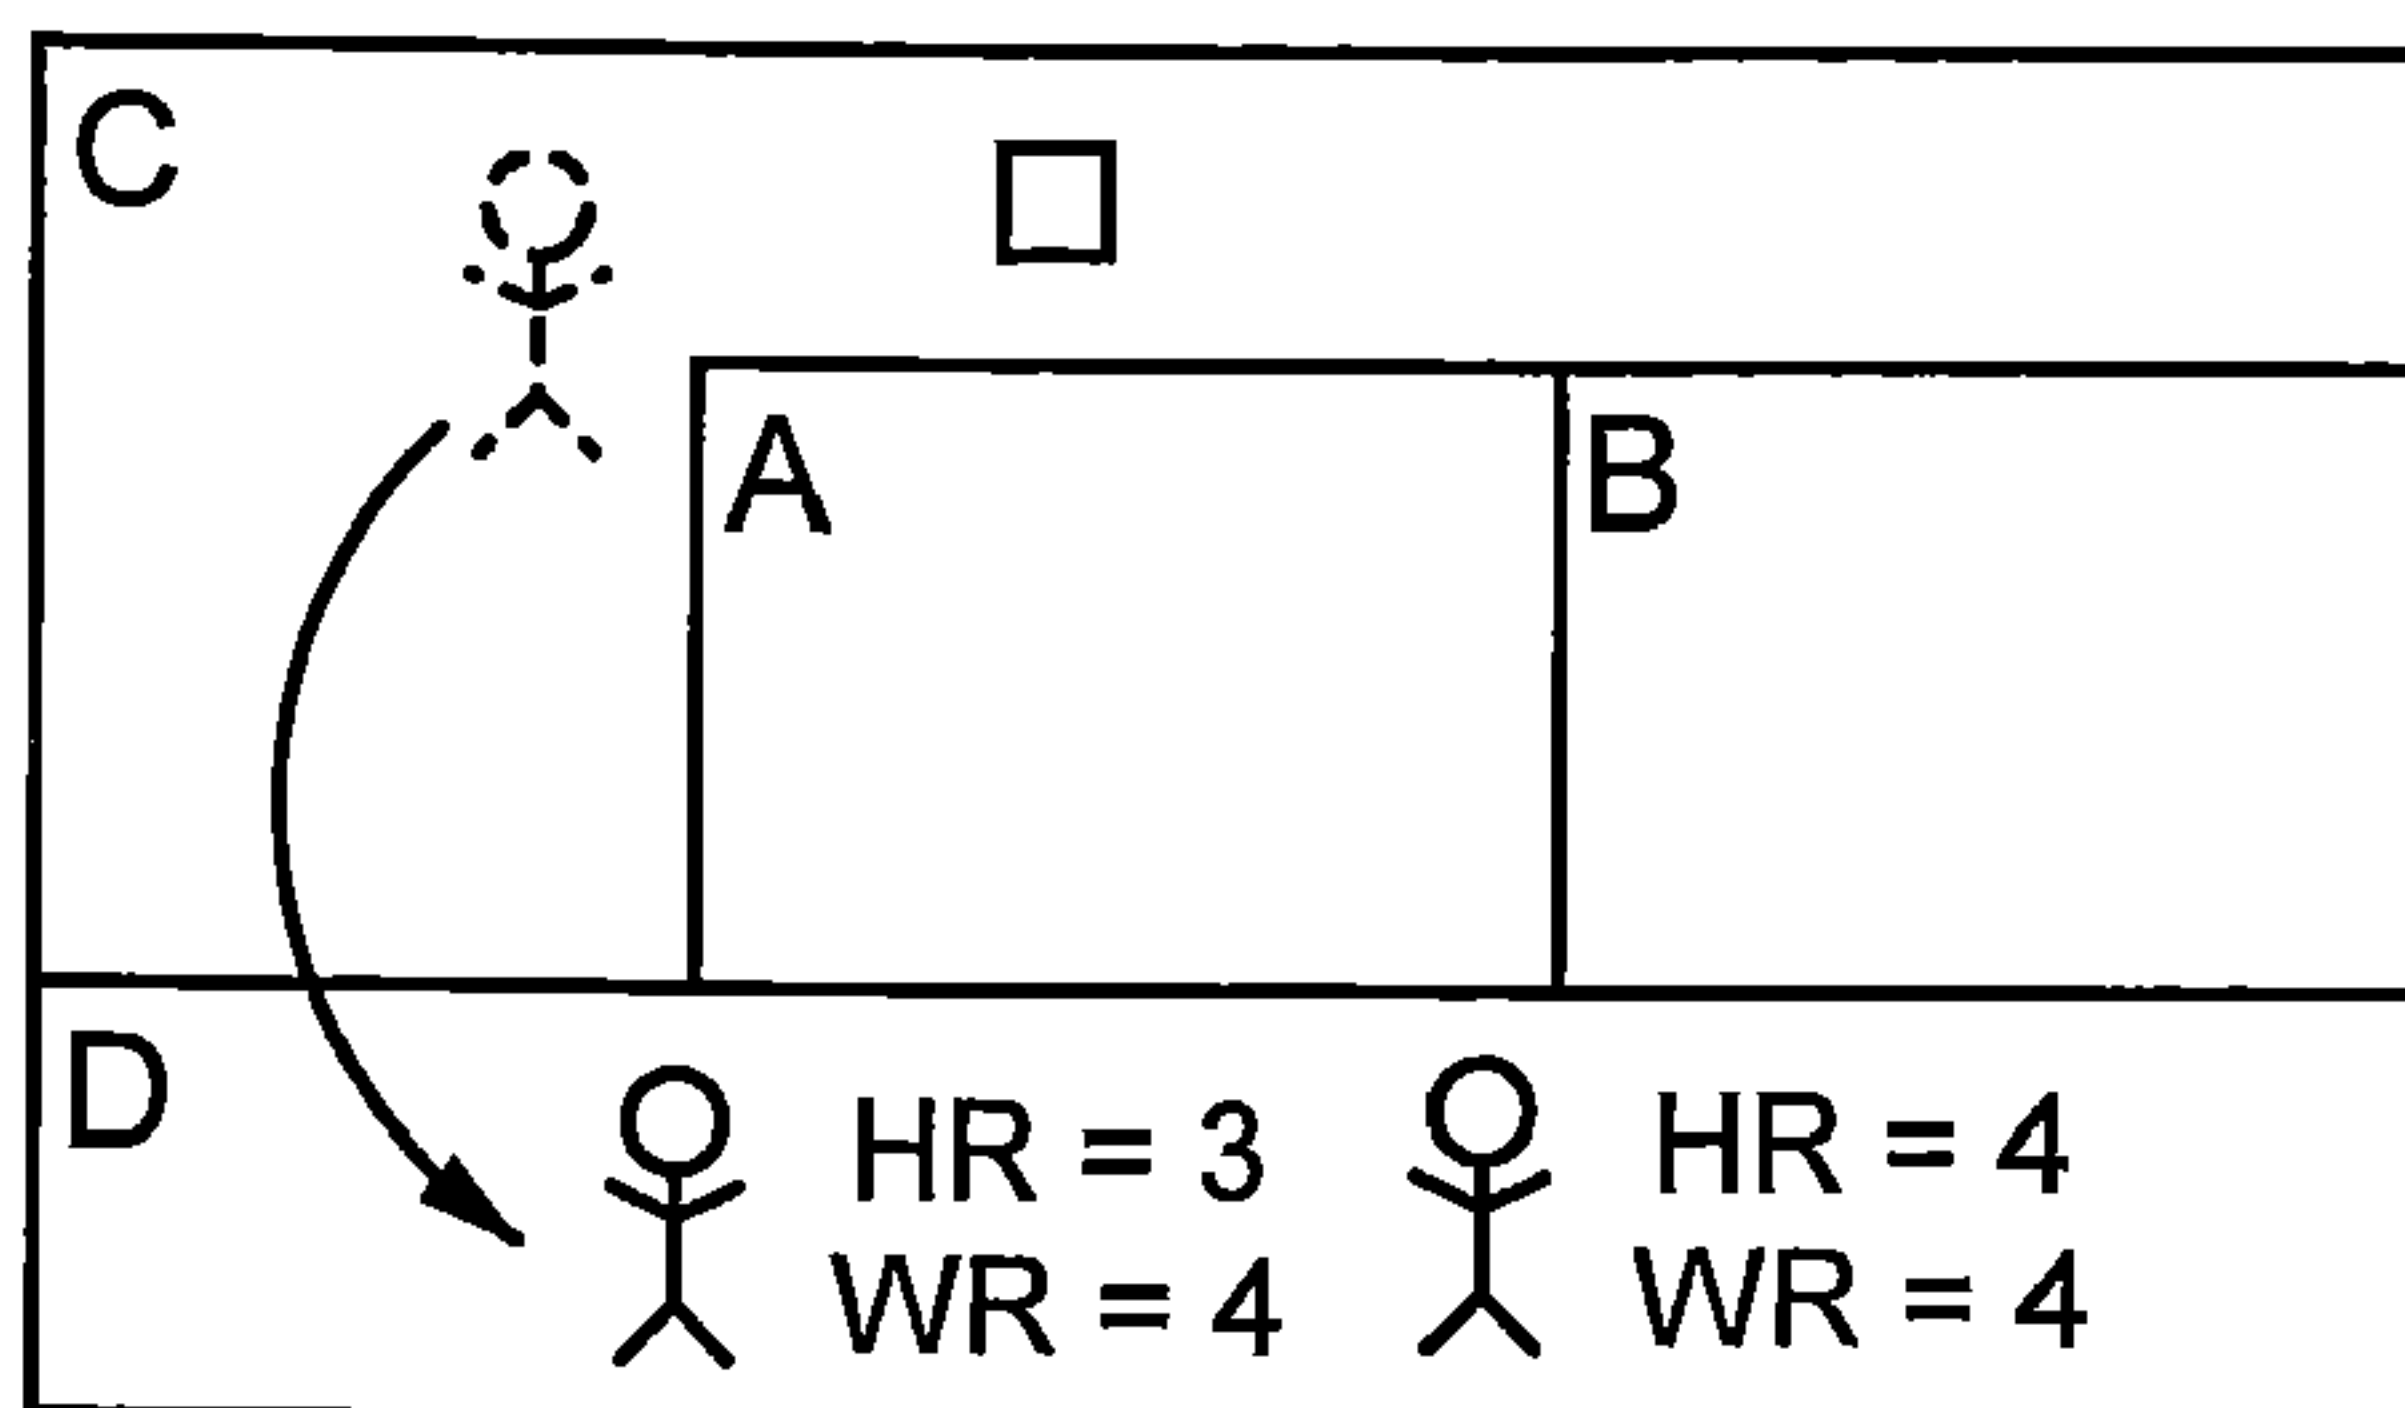 C
A
B
D
HR = 3
WR = 4
HR = 4
WR = 4